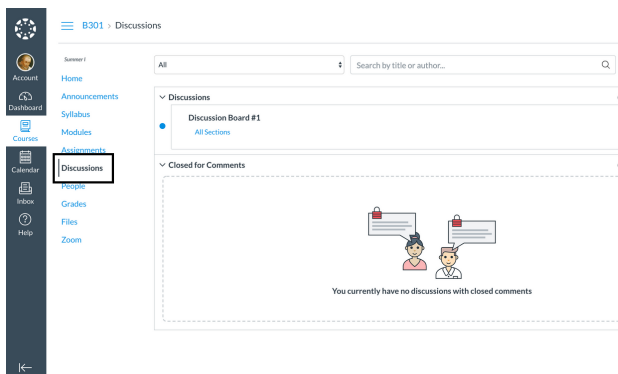 B301 > Discussions
Account
Dashboard
Courses
Calendar
Inbox
Help
Summer I
Home
Announcements
Syllabus
Modules
Assignments
Discussions
People
Grades
Files
Zoom
All
Search by title or author...
Discussions
Discussion Board #1
All Sections
Closed for Comments
You currently have no discussions with closed comments